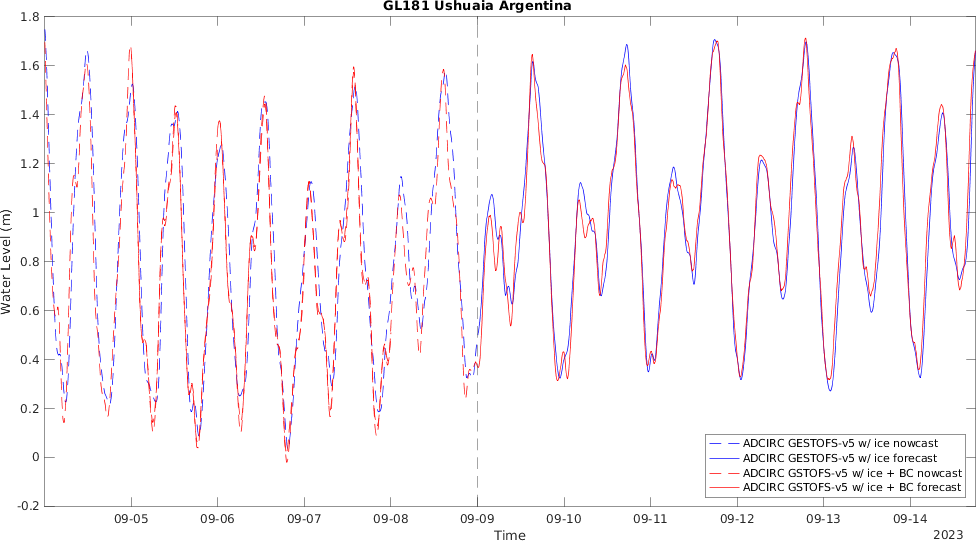 GL181 Ushuaia Argentina
1.8
1.6
1.4
1.2
1
0.8
0.6
0.4
0.2
0
-0.2
Water Level (m)
09-05 09-06 09-07 09-08 09-09 09-10 09-11 09-12 09-13 09-14
Time
2023
ADCIRC GESTOFS-v5 w/ ice nowcast
ADCIRC GESTOFS-v5 w/ ice forecast
ADCIRC GSTOFS-v5 w/ ice + BC nowcast
ADCIRC GSTOFS-v5 w/ ice + BC forecast